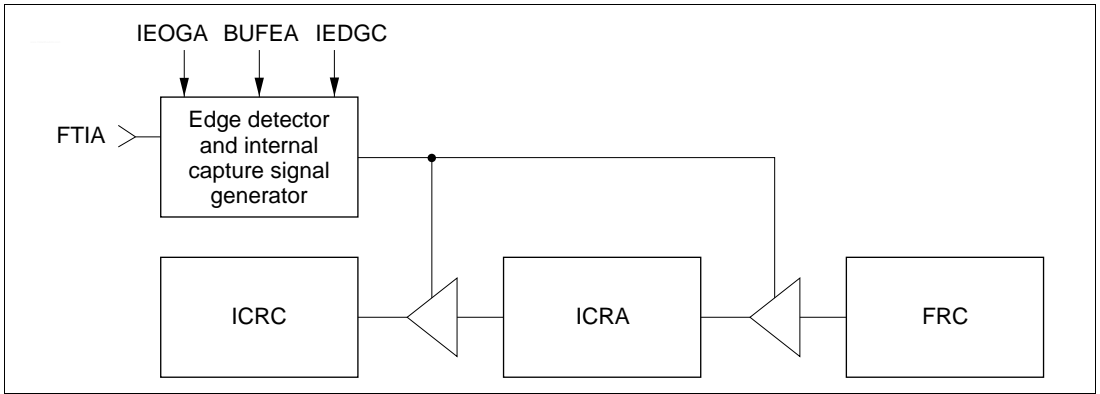 IEOGA BUFEA IEDGC
FTIA
Edge detector
and internal
capture signal
generator
ICRC ICRA FRC